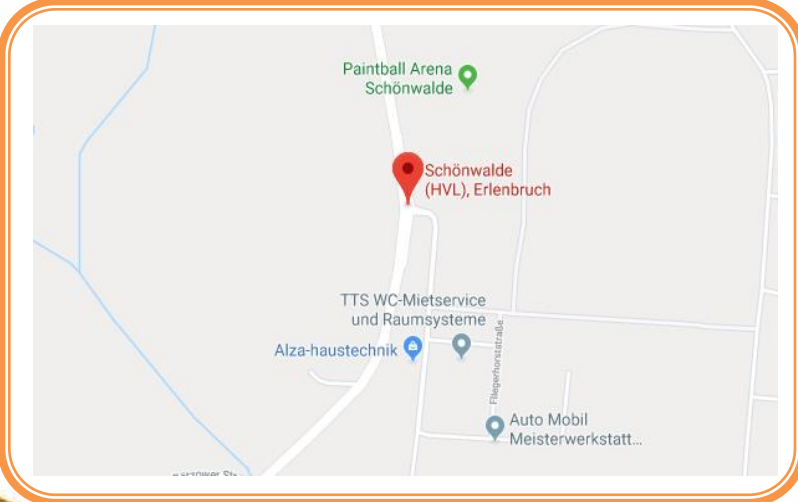 Paintball Arena
Schönwalde
Schönwalde
(HVL), Erlenbruch
TTS WC-Mietservice
und Raumsysteme
Alza-haustechnik
Fliegerhorststraße
Auto Mobil
Meisterwerkstatt...